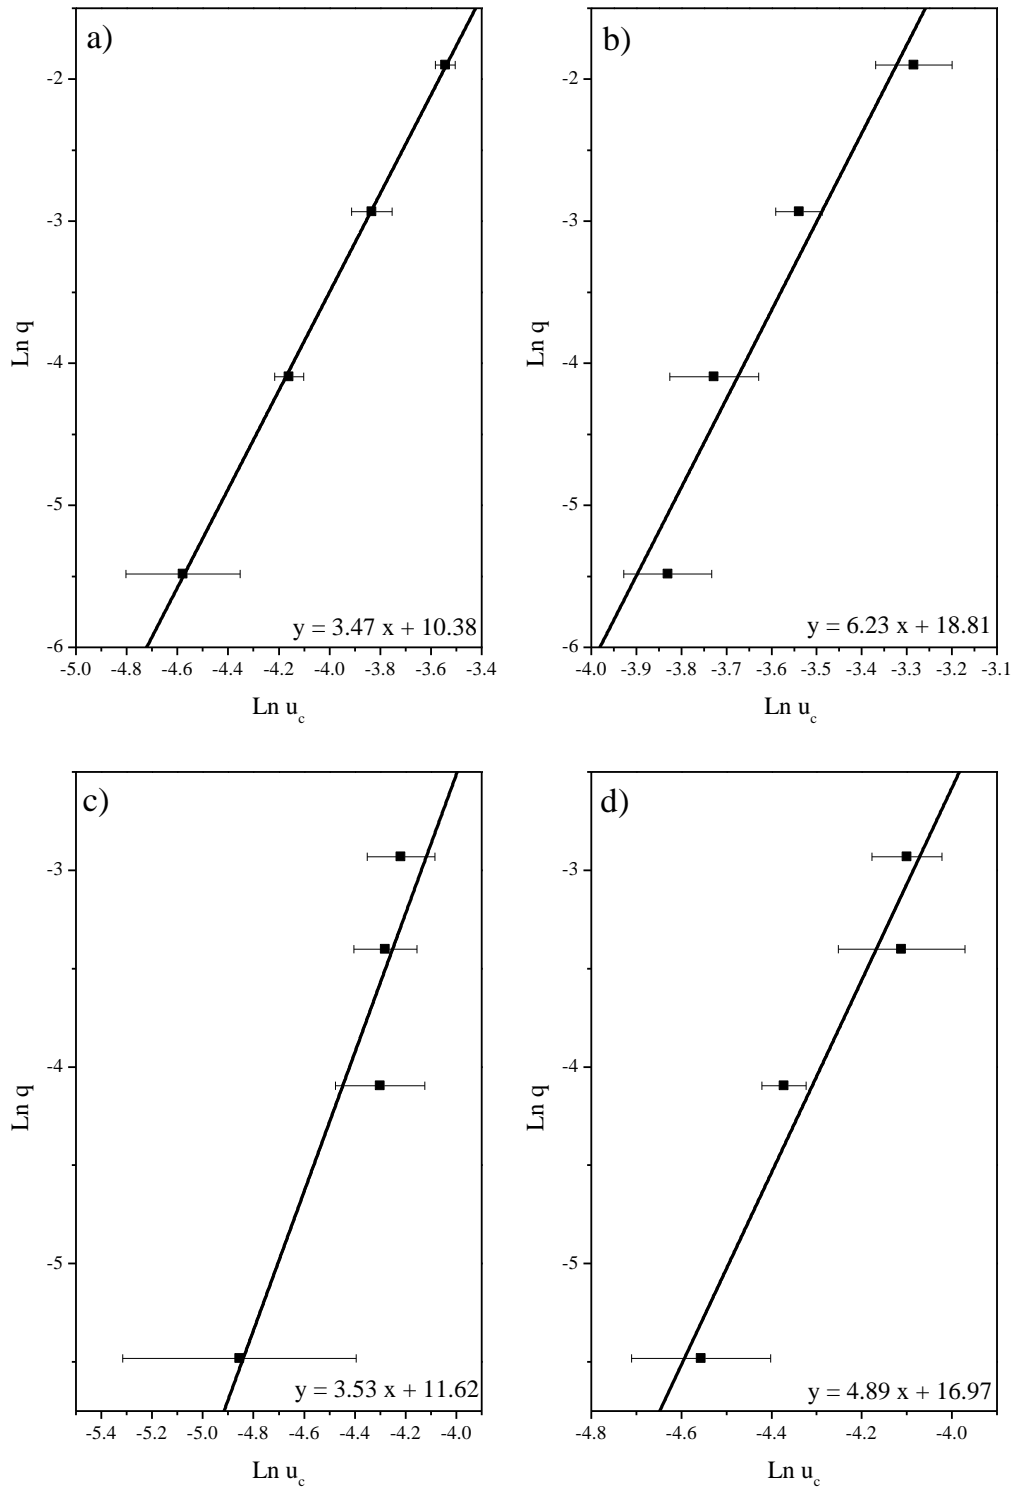 a)
-2
-3
-4
-5
-6
Ln q
-5.0 -4.8 -4.6 -4.4 -4.2 -4.0 -3.8 -3.6 -3.4
Ln u_c
y = 3.47 x + 10.38
b)
-2
-3
-4
-5
-6
Ln q
-4.0 -3.9 -3.8 -3.7 -3.6 -3.5 -3.4 -3.3 -3.2 -3.1
Ln u_c
y = 6.23 x + 18.81
c)
-3
-4
-5
Ln q
-5.4 -5.2 -5.0 -4.8 -4.6 -4.4 -4.2 -4.0
Ln u_c
y = 3.53 x + 11.62
d)
-3
-4
-5
Ln q
-4.8 -4.6 -4.4 -4.2 -4.0
Ln u_c
y = 4.89 x + 16.97